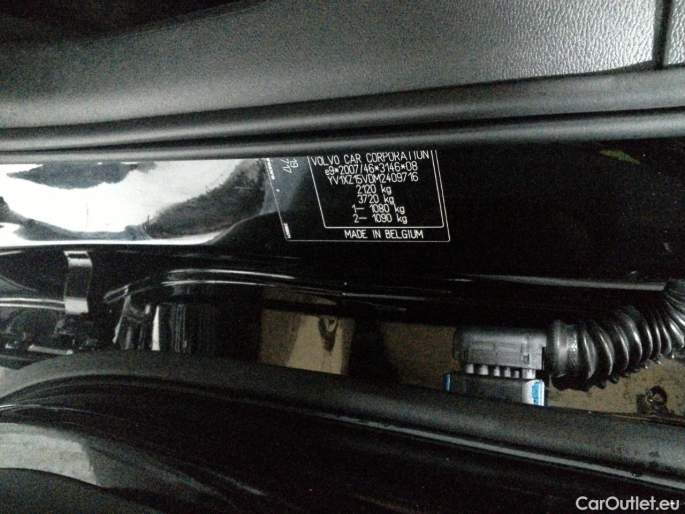 VOLVO CAR CORPORATION
e9*2007/46*3146*08
YV1XZ15VDM2409716
2120 kg
3720 kg
1- 1080 kg
2- 1090 kg
MADE IN BELGIUM
CarOutlet.eu